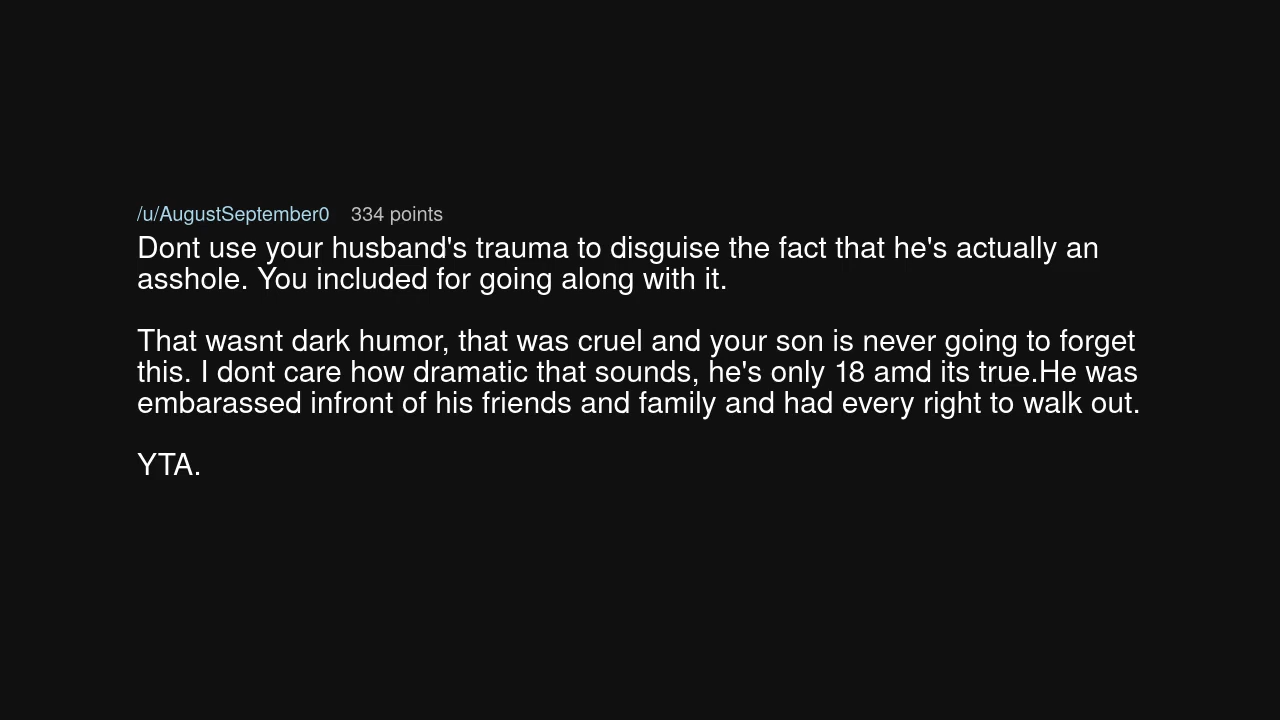 /u/AugustSeptember0 334 points
Dont use your husband's trauma to disguise the fact that he's actually an
asshole. You included for going along with it.
That wasnt dark humor, that was cruel and your son is never going to forget
this. I dont care how dramatic that sounds, he's only 18 amd its true.He was
embarassed infront of his friends and family and had every right to walk out.
YTA.